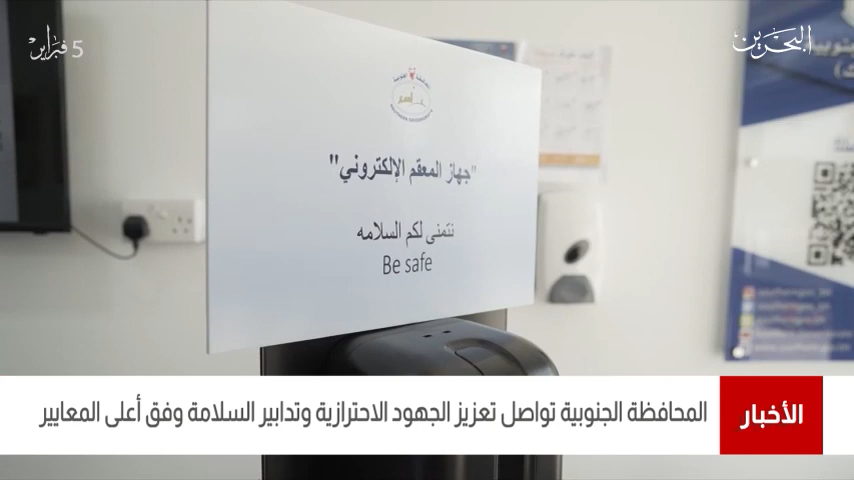 5 فبراير
البحرين
"جهاز المعقم الإلكتروني"
نتمنى لكم السلامه
Be safe
الأخبار
المحافظة الجنوبية تواصل تعزيز الجهود الاحترازية وتدابير السلامة وفق أعلى المعايير